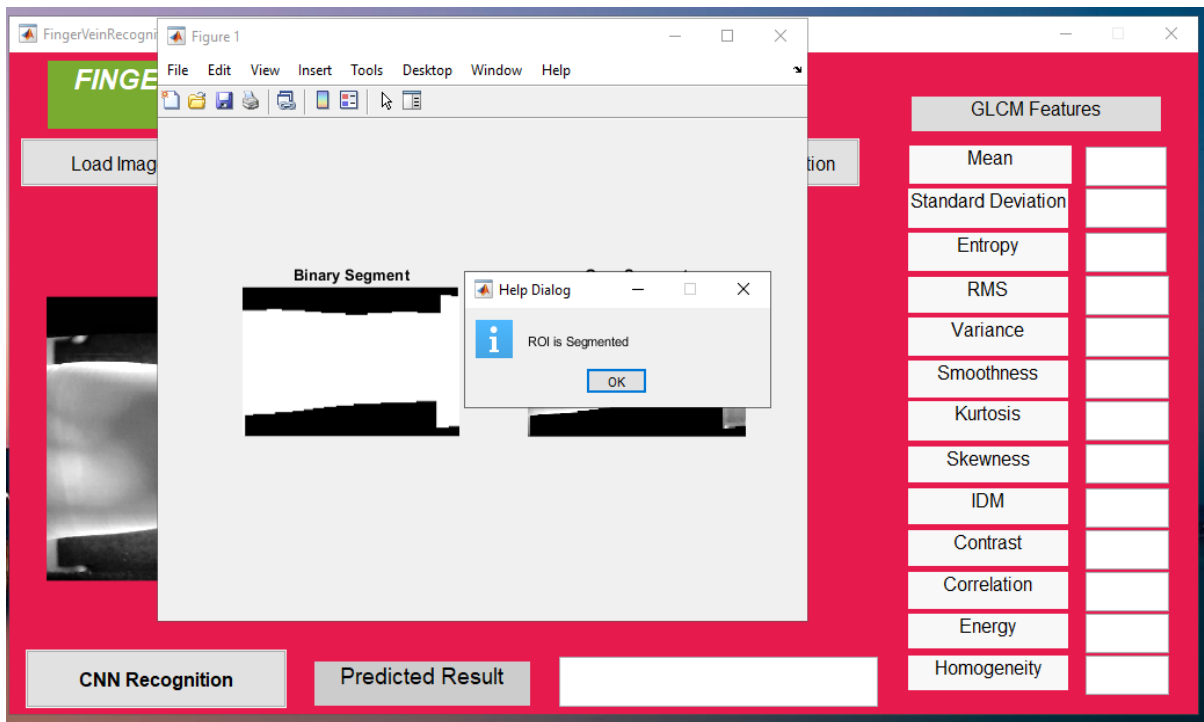 FingerVeinRecogni
Figure 1
File Edit View Insert Tools Desktop Window Help
FINGE
Load Imag
tion
Binary Segment
Help Dialog
ROI is Segmented
OK
GLCM Features
Mean
Standard Deviation
Entropy
RMS
Variance
Smoothness
Kurtosis
Skewness
IDM
Contrast
Correlation
Energy
Homogeneity
CNN Recognition
Predicted Result